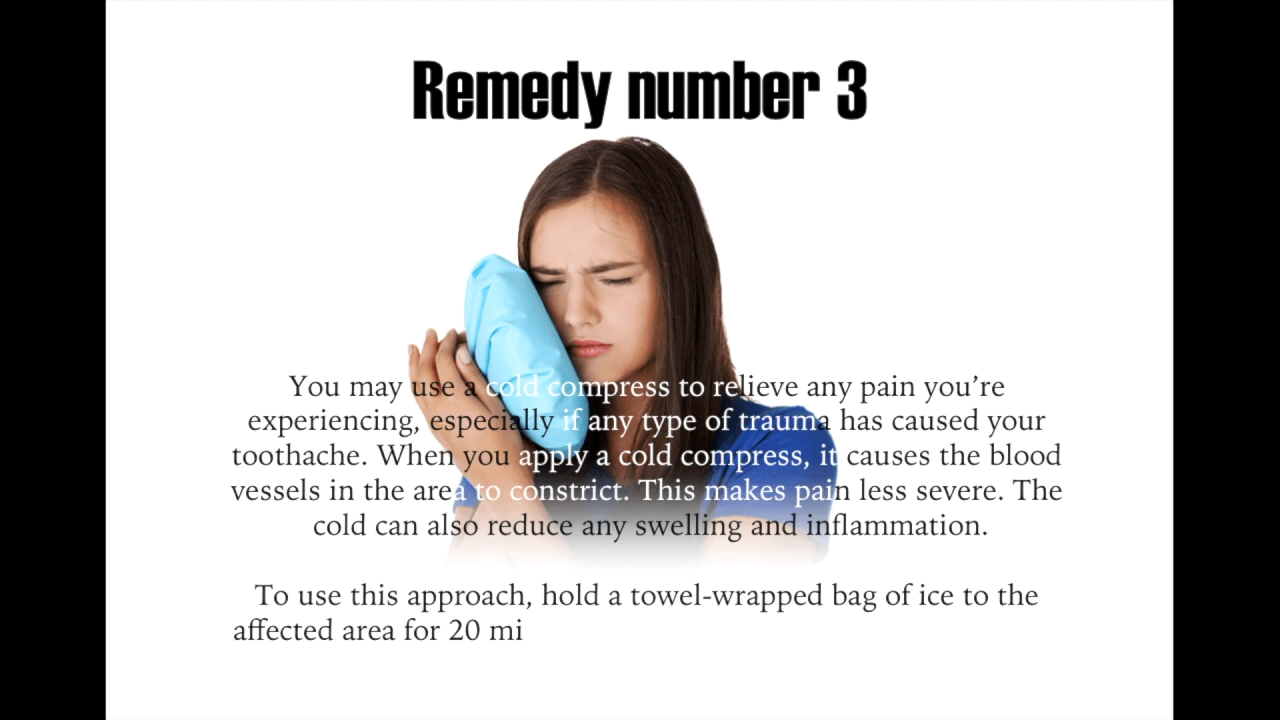 Remedy number 3
You may use a cold compress to relieve any pain you’re
experiencing, especially if any type of trauma has caused your
toothache. When you apply a cold compress, it causes the blood
vessels in the area to constrict. This makes pain less severe. The
cold can also reduce any swelling and inflammation.
To use this approach, hold a towel-wrapped bag of ice to the
affected area for 20 mi